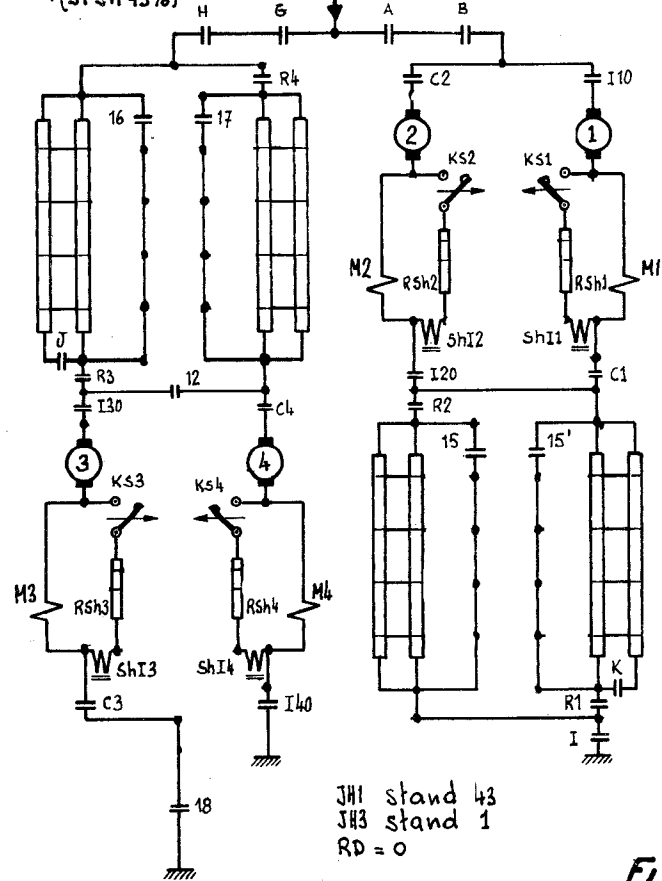 H G A B
R4 C2 I10
16 17
2 1
KS2 KS1
M2 RSh2 RSh1 M1
ShI2 ShI1
J
R3 12 I20 C1
I30 C4 R2
15 15'
3 4
KS3 KS4
M3 RSh3 RSh4 M4
ShI3 ShI4
K
C3 I40 R1
I
18
JH1 stand 43
JH3 stand 1
RD = 0